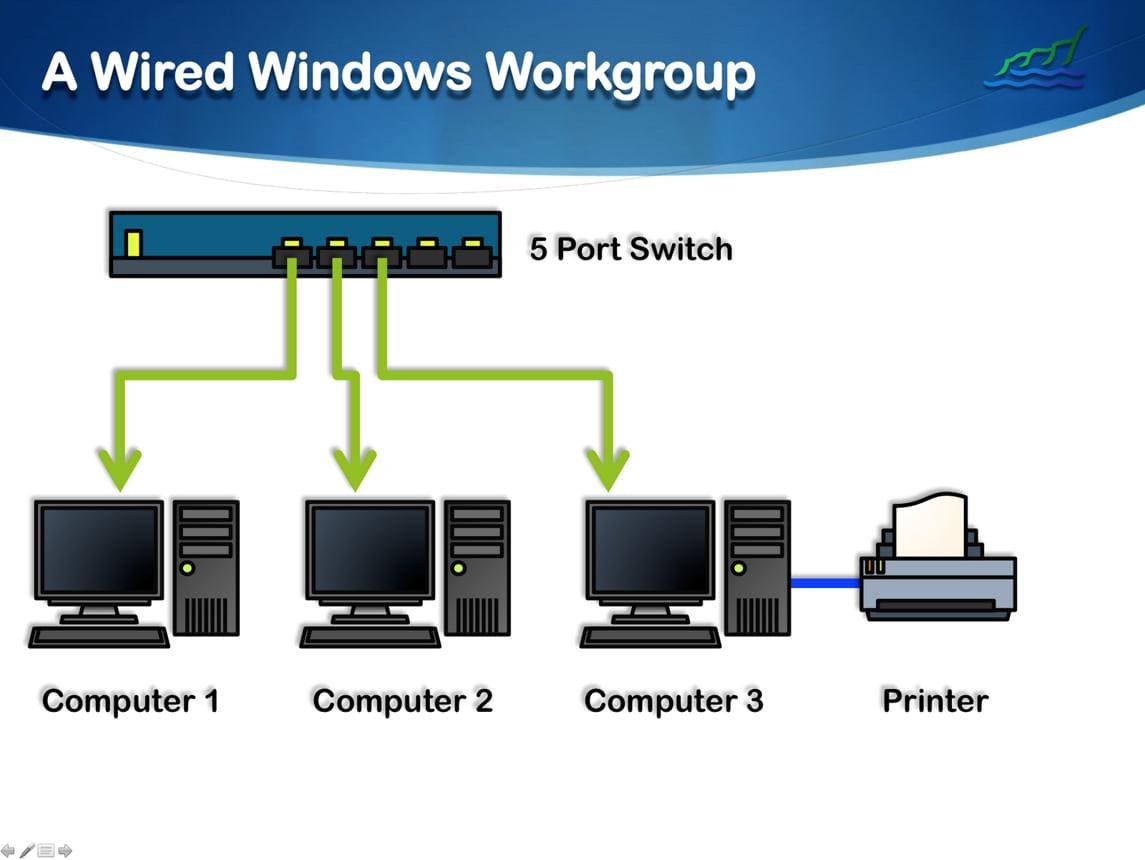 A Wired Windows Workgroup
5 Port Switch
Computer 1
Computer 2
Computer 3
Printer